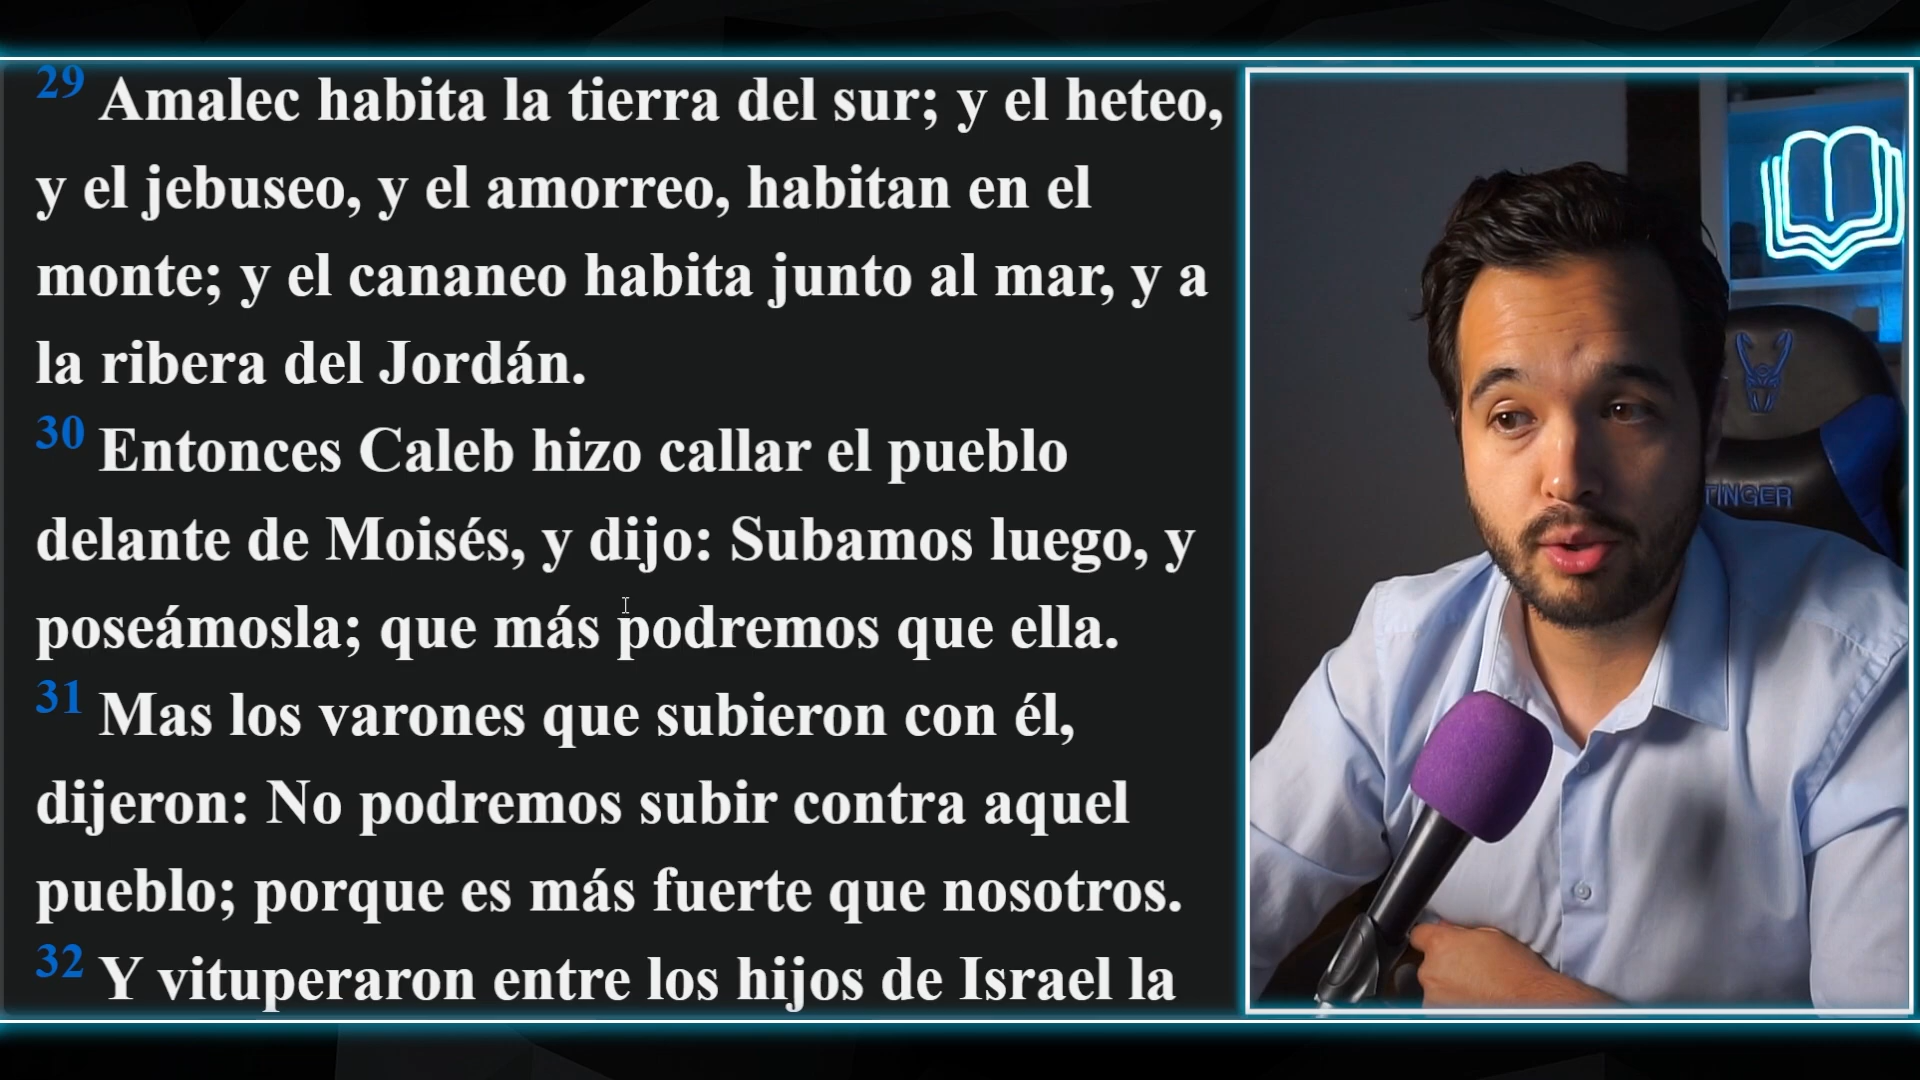 29 Amalec habita la tierra del sur; y el heteo,
y el jebuseo, y el amorreo, habitan en el
monte; y el cananeo habita junto al mar, y a
la ribera del Jordán.
30 Entonces Caleb hizo callar el pueblo
delante de Moisés, y dijo: Subamos luego, y
poseámosla; que más podremos que ella.
31 Mas los varones que subieron con él,
dijeron: No podremos subir contra aquel
pueblo; porque es más fuerte que nosotros.
32 Y vituperaron entre los hijos de Israel la
TINGER